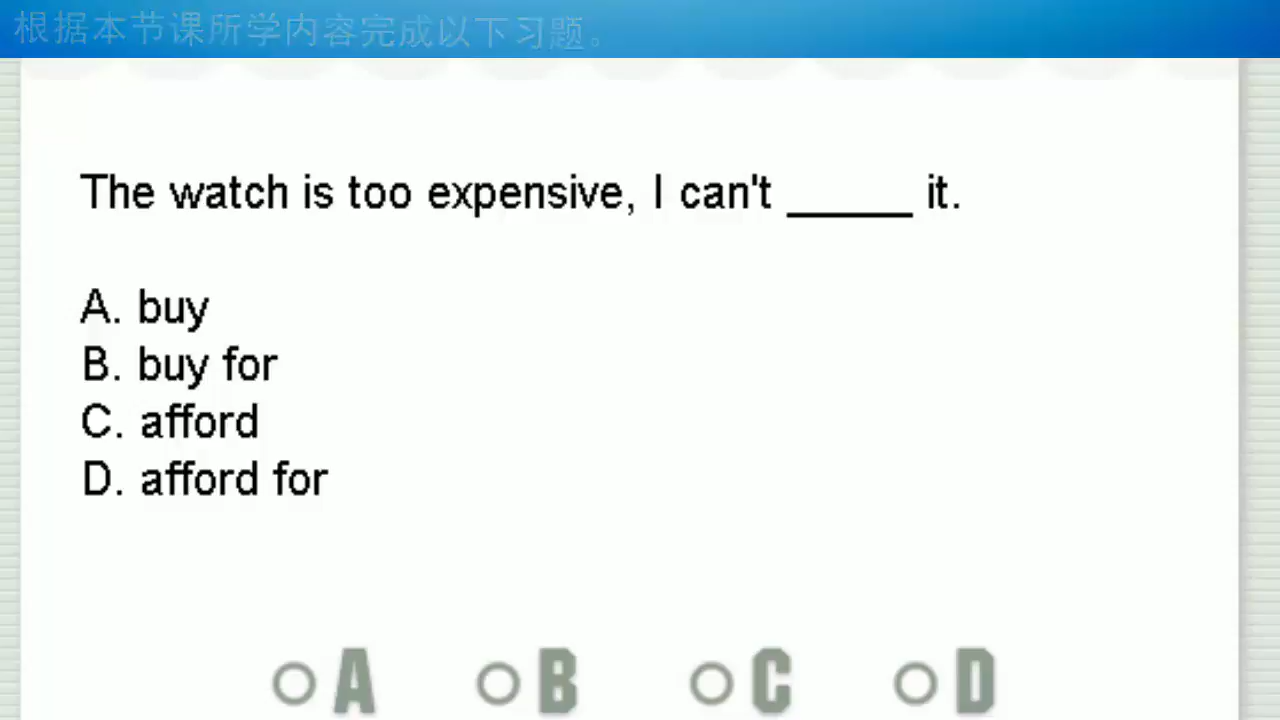 根据本节课所学内容完成以下习题。
The watch is too expensive, I can't _____ it.
A. buy
B. buy for
C. afford
D. afford for
A B C D